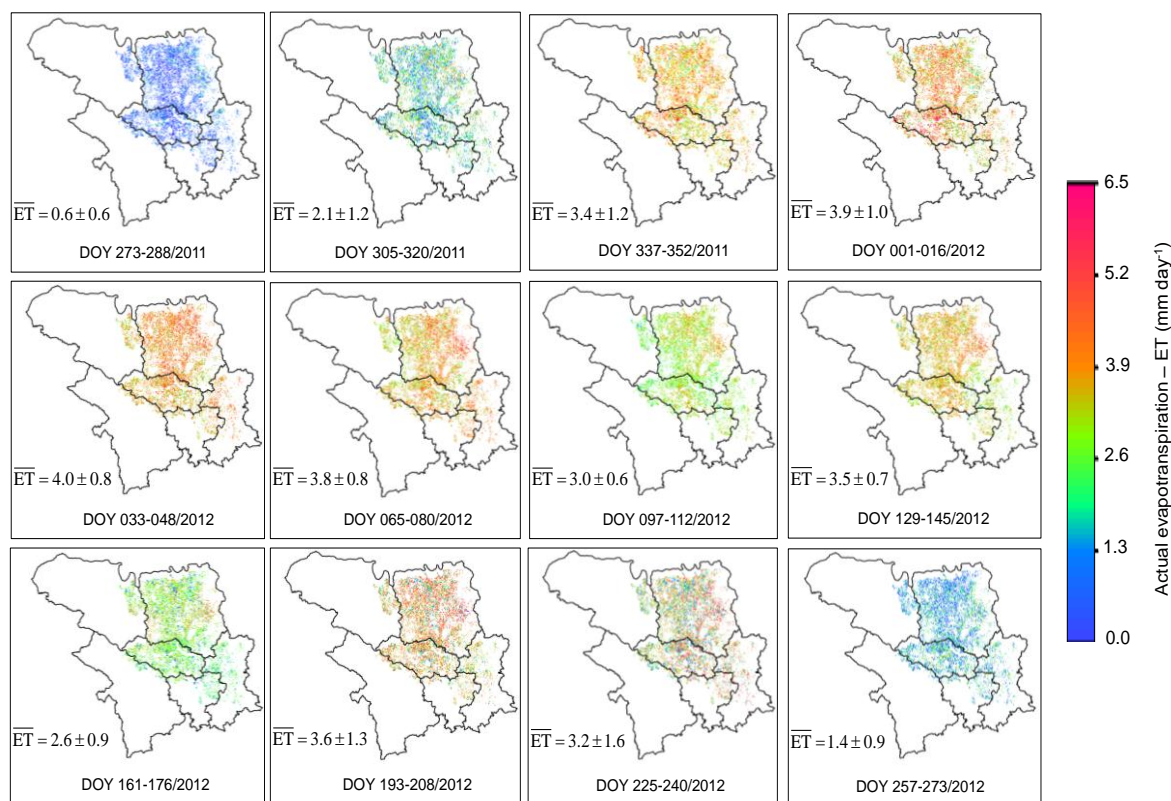 ET = 0.6 ± 0.6
DOY 273-288/2011
ET = 2.1 ± 1.2
DOY 305-320/2011
ET = 3.4 ± 1.2
DOY 337-352/2011
ET = 3.9 ± 1.0
DOY 001-016/2012
ET = 4.0 ± 0.8
DOY 033-048/2012
ET = 3.8 ± 0.8
DOY 065-080/2012
ET = 3.0 ± 0.6
DOY 097-112/2012
ET = 3.5 ± 0.7
DOY 129-145/2012
ET = 2.6 ± 0.9
DOY 161-176/2012
ET = 3.6 ± 1.3
DOY 193-208/2012
ET = 3.2 ± 1.6
DOY 225-240/2012
ET = 1.4 ± 0.9
DOY 257-273/2012
6.5
5.2
3.9
2.6
1.3
0.0
Actual evapotranspiration – ET (mm day⁻¹)